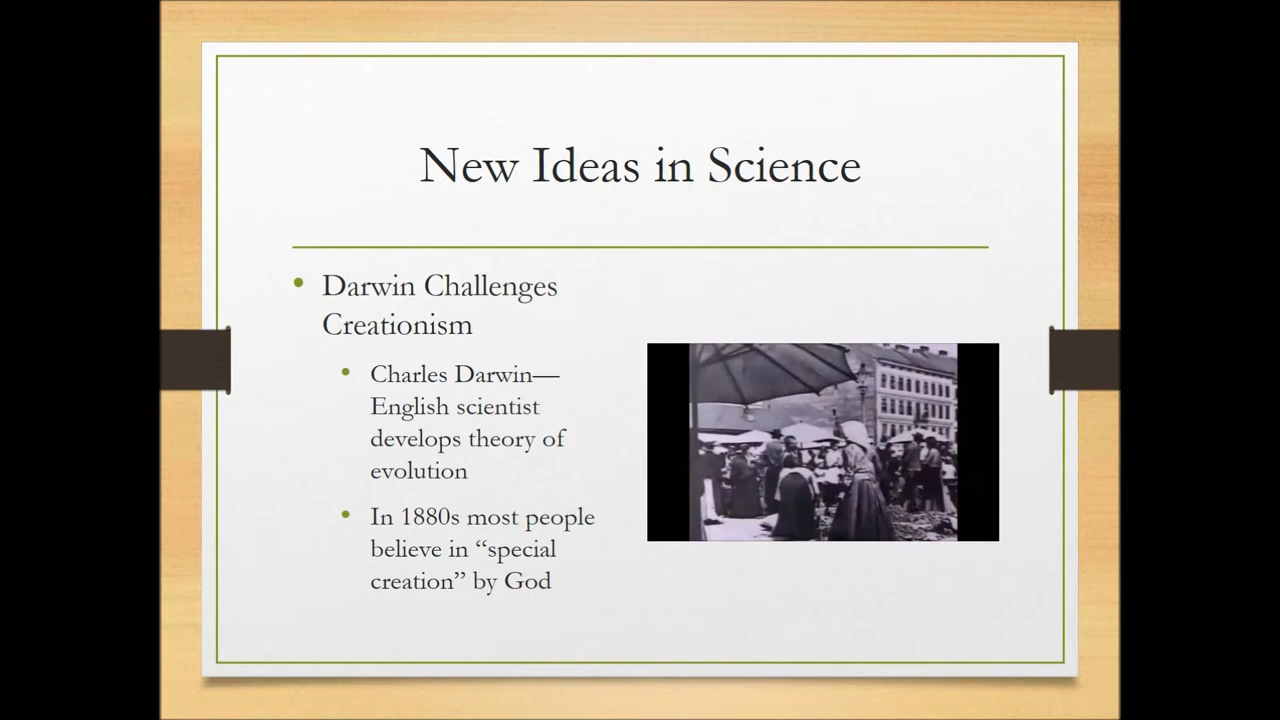 New Ideas in Science
Darwin Challenges
Creationism
Charles Darwin—
English scientist
develops theory of
evolution
In 1880s most people
believe in “special
creation” by God